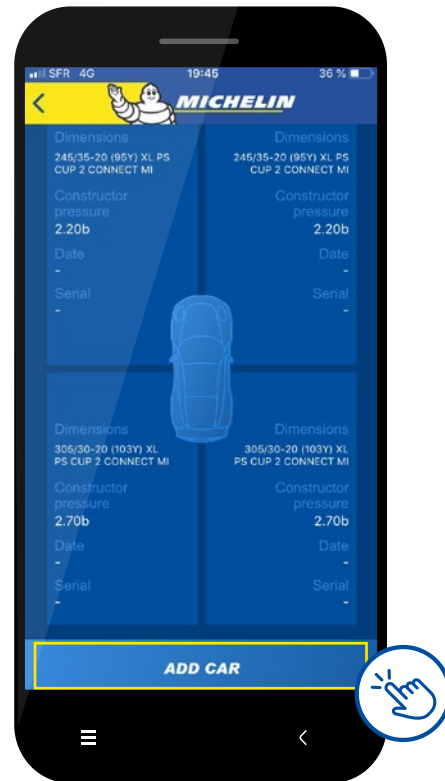 SFR 4G 19:45 36 %
MICHELIN
Dimensions Dimensions
245/35-20 (95Y) XL PS 245/35-20 (95Y) XL PS
CUP 2 CONNECT MI CUP 2 CONNECT MI
Constructor Constructor
pressure pressure
2.20b 2.20b
Date Date
- -
Serial Serial
- -
Dimensions Dimensions
305/30-20 (103Y) XL 305/30-20 (103Y) XL
PS CUP 2 CONNECT MI PS CUP 2 CONNECT MI
Constructor Constructor
pressure pressure
2.70b 2.70b
Date Date
- -
Serial Serial
- -
ADD CAR